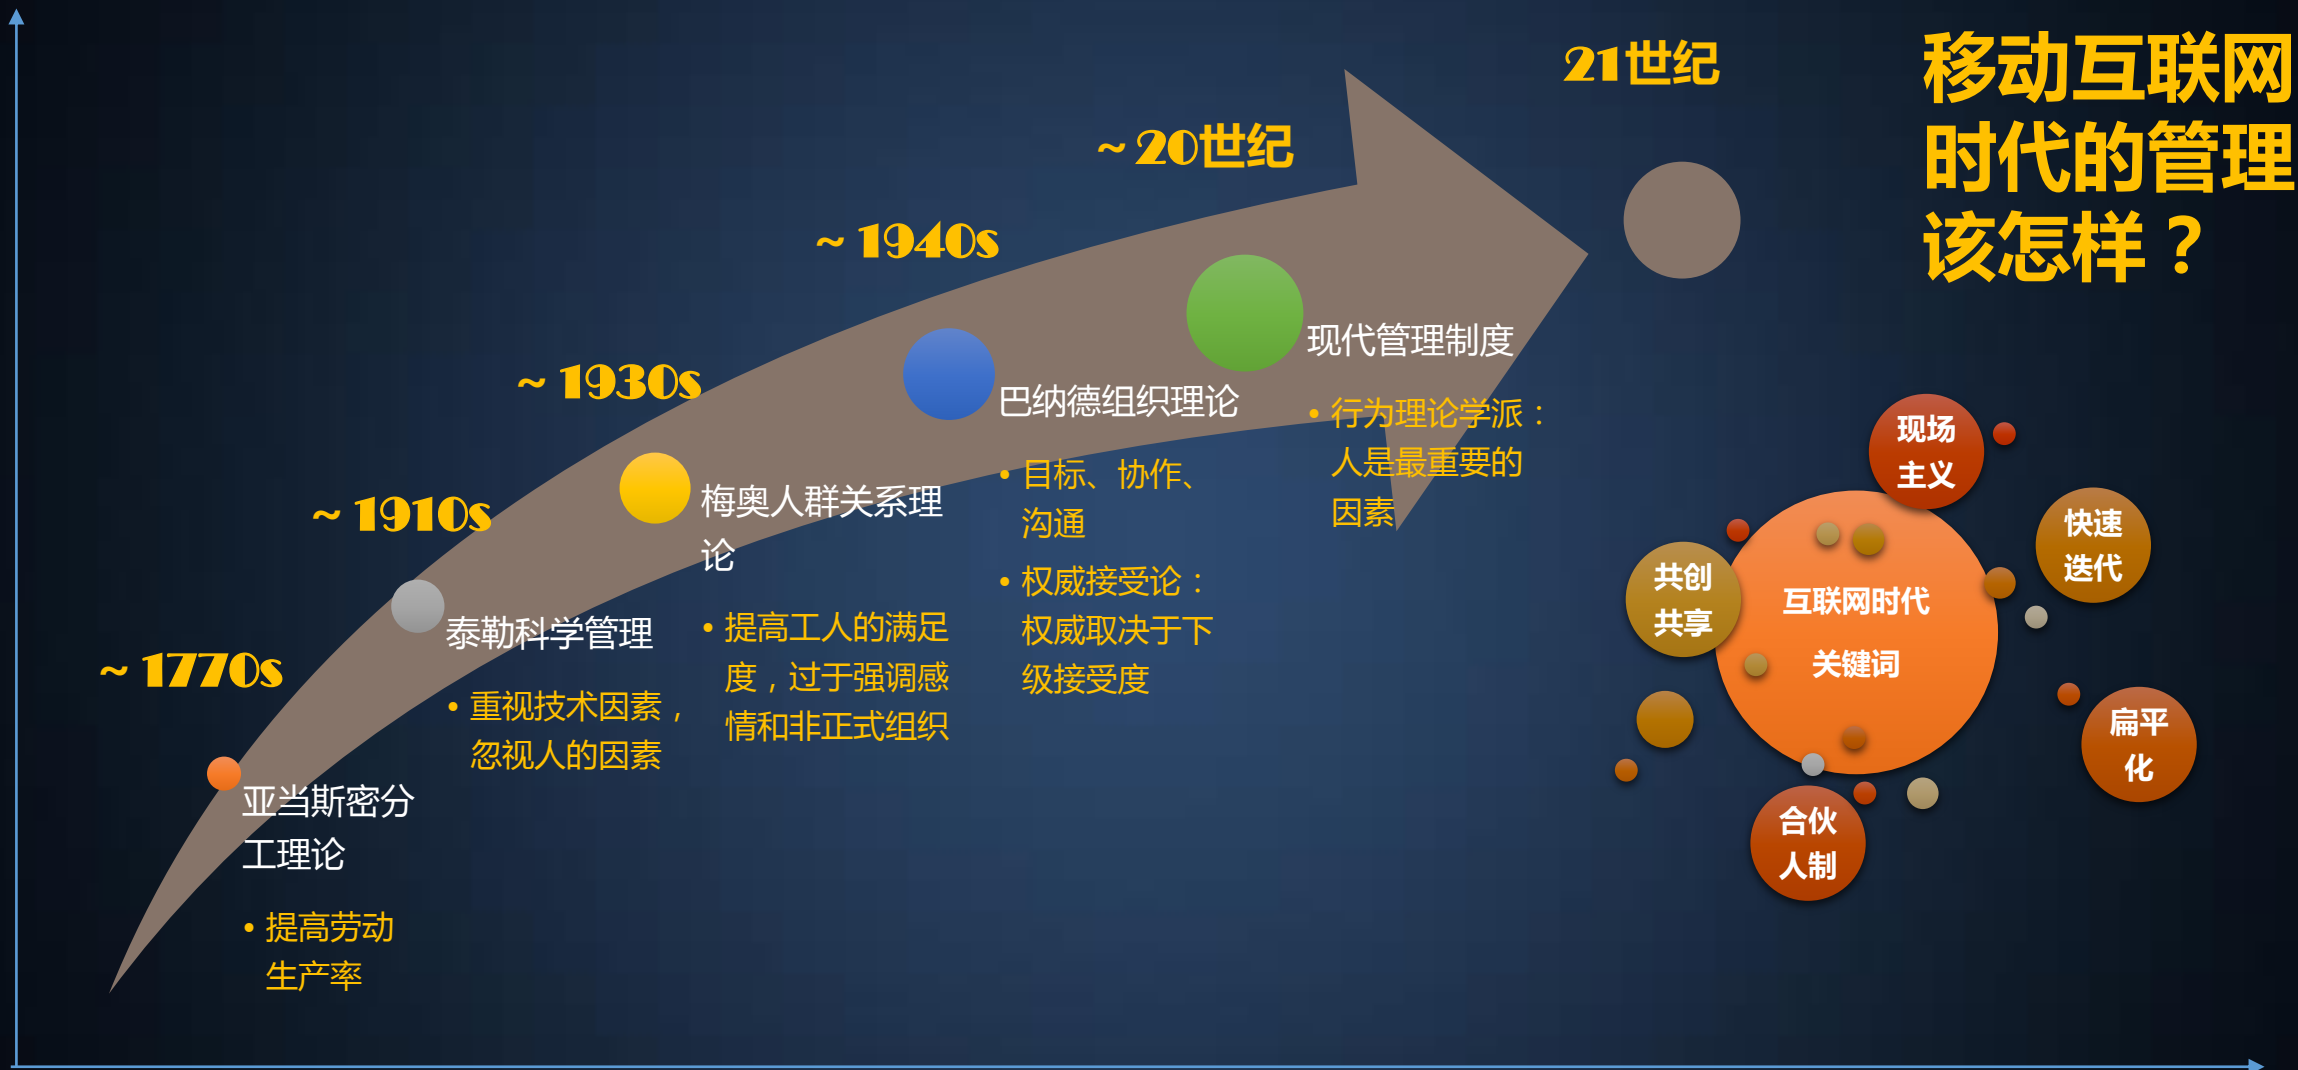 移动互联网
时代的管理
该怎样？
21世纪
~20世纪
~1940s
~1930s
~1910s
~1770s
亚当斯密分
工理论
• 提高劳动
生产率
泰勒科学管理
• 重视技术因素，
忽视人的因素
梅奥人群关系理
论
• 提高工人的满足
度，过于强调感
情和非正式组织
巴纳德组织理论
• 目标、协作、
沟通
• 权威接受论：
权威取决于下
级接受度
现代管理制度
• 行为理论学派：
人是最重要的
因素
互联网时代
关键词
现场
主义
快速
迭代
扁平
化
合伙
人制
共创
共享